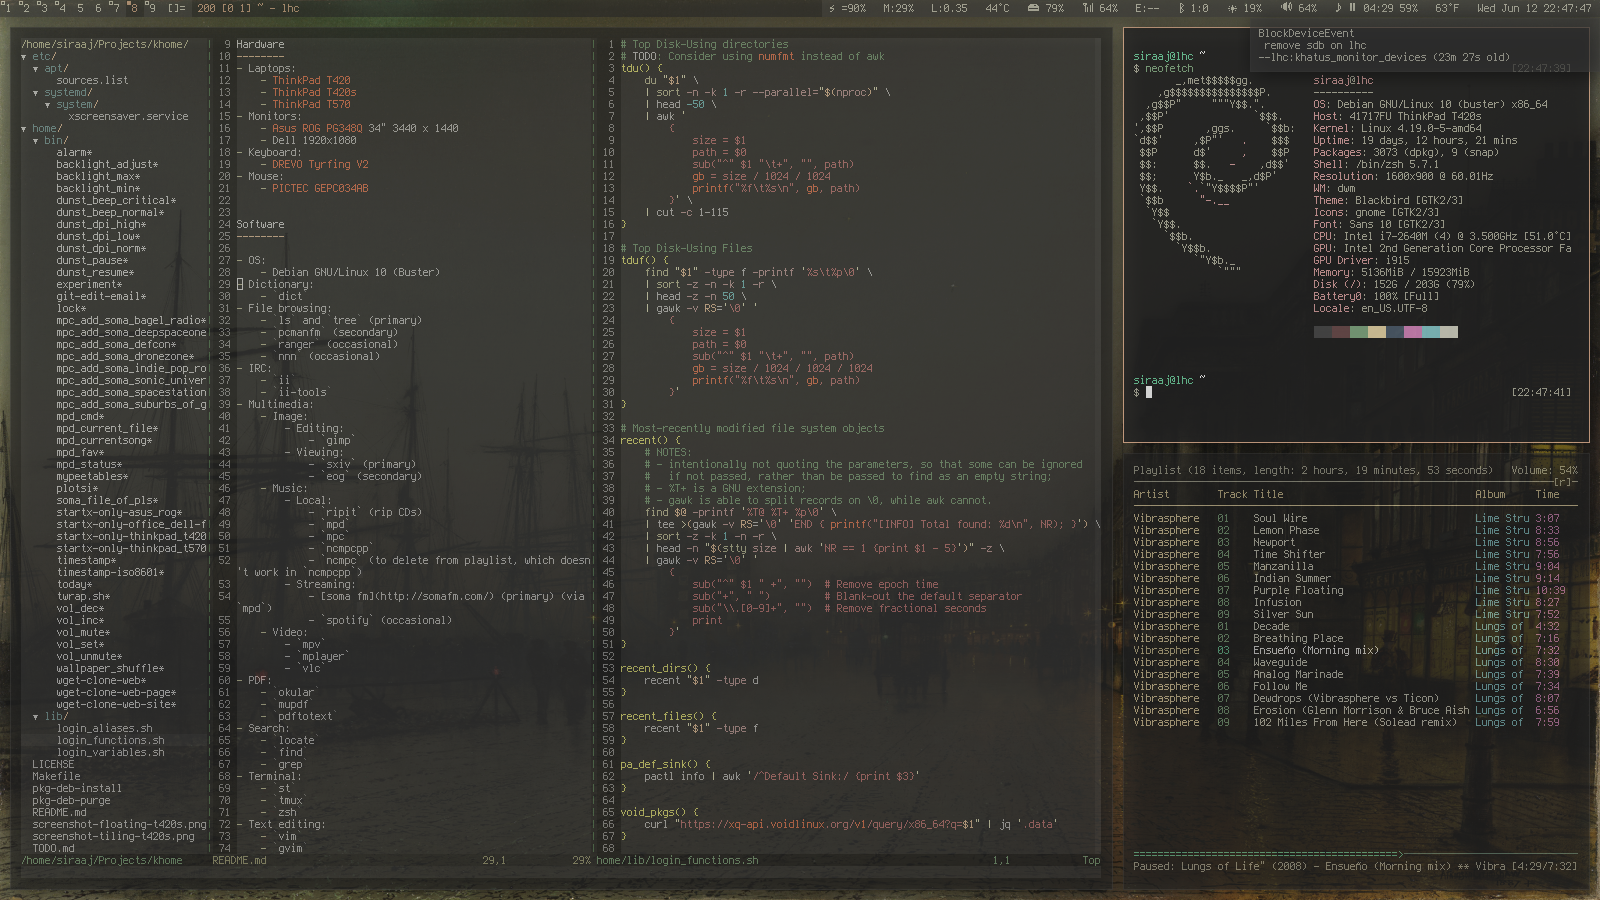 1 2 3 4 5 6 7 8 9 []= 200 [0 1] ~ - lhc
=90% M:29% L:0.35 44°C 79% 64% E:-- 1:0 19% 64% 04:29 59% 63°F Wed Jun 12 22:47:47
/home/siraaj/Projects/khome/
▼ etc/
▼ apt/
sources.list
▼ systemd/
▼ system/
xscreensaver.service
▼ home/
▼ bin/
alarm*
backlight_adjust*
backlight_max*
backlight_min*
dunst_beep_critical*
dunst_beep_normal*
dunst_dpi_high*
dunst_dpi_low*
dunst_dpi_norm*
dunst_pause*
dunst_resume*
experiment*
git-edit-email*
lock*
mpc_add_soma_bagel_radio*
mpc_add_soma_deepspaceone
mpc_add_soma_defcon*
mpc_add_soma_dronezone*
mpc_add_soma_indie_pop_ro
mpc_add_soma_sonic_univer
mpc_add_soma_spacestation
mpc_add_soma_suburbs_of_g
mpd_cmd*
mpd_current_file*
mpd_currentsong*
mpd_fav*
mpd_status*
mypeetables*
plotsi*
soma_file_of_pls*
startx-only-asus_rog*
startx-only-office_dell-f
startx-only-thinkpad_t420
startx-only-thinkpad_t570
timestamp*
timestamp-iso8601*
today*
twrap.sh*
vol_dec*
vol_inc*
vol_mute*
vol_set*
vol_unmute*
wallpaper_shuffle*
wget-clone-web*
wget-clone-web-page*
wget-clone-web-site*
▼ lib/
login_aliases.sh
login_functions.sh
login_variables.sh
LICENSE
Makefile
pkg-deb-install
pkg-deb-purge
README.md
screenshot-floating-t420s.png
screenshot-tiling-t420s.png
TODO.md
/home/siraaj/Projects/khome
9 Hardware
10 --------
11 - Laptops:
12 - ThinkPad T420
13 - ThinkPad T420s
14 - ThinkPad T570
15 - Monitors:
16 - Asus ROG PG348Q 34" 3440 x 1440
17 - Dell 1920x1080
18 - Keyboard:
19 - DREVO Tyrfing V2
20 - Mouse:
21 - PICTEC GEPC034AB
22
23
24 Software
25 --------
26
27 - OS:
28 - Debian GNU/Linux 10 (Buster)
29 - Dictionary:
30 - `dict`
31 - File browsing:
32 - `ls` and `tree` (primary)
33 - `pcmanfm` (secondary)
34 - `ranger` (occasional)
35 - `nnn` (occasional)
36 - IRC:
37 - `ii`
38 - `ii-tools`
39 - Multimedia:
40 - Image:
41 - Editing:
42 - `gimp`
43 - Viewing:
44 - `sxiv` (primary)
45 - `eog` (secondary)
46 - Music:
47 - Local:
48 - `ripit` (rip CDs)
49 - `mpd`
50 - `mpc`
51 - `ncmpcpp`
52 - `ncmpc` (to delete from playlist, which doesn
't work in `ncmpcpp`)
53 - Streaming:
54 - [soma fm](http://somafm.com/) (primary) (via
`mpd`)
55 - `spotify` (occasional)
56 - Video:
57 - `mpv`
58 - `mplayer`
59 - `vlc`
60 - PDF:
61 - `okular`
62 - `mupdf`
63 - `pdftotext`
64 - Search:
65 - `locate`
66 - `find`
67 - `grep`
68 - Terminal:
69 - `st`
70 - `tmux`
71 - `zsh`
72 - Text editing:
73 - `vim`
74 - `gvim`
README.md 29,1 29%
1 # Top Disk-Using directories
2 # TODO: Consider using numfmt instead of awk
3 tdu() {
4 du "$1" \
5 | sort -n -k 1 -r --parallel="$(nproc)" \
6 | head -50 \
7 | awk '
8 {
9 size = $1
10 path = $0
11 sub("^" $1 "\t+", "", path)
12 gb = size / 1024 / 1024
13 printf("%f\t%s\n", gb, path)
14 }' \
15 | cut -c 1-115
16 }
17
18 # Top Disk-Using Files
19 tduf() {
20 find "$1" -type f -printf '%s\t%p\0' \
21 | sort -z -n -k 1 -r \
22 | head -z -n 50 \
23 | gawk -v RS='\0' '
24 {
25 size = $1
26 path = $0
27 sub("^" $1 "\t+", "", path)
28 gb = size / 1024 / 1024 / 1024
29 printf("%f\t%s\n", gb, path)
30 }'
31 }
32
33 # Most-recently modified file system objects
34 recent() {
35 # NOTES:
36 # - intentionally not quoting the parameters, so that some can be ignored
37 # if not passed, rather than be passed to find as an empty string;
38 # - %T+ is a GNU extension;
39 # - gawk is able to split records on \0, while awk cannot.
40 find $@ -printf '%T@ %T+ %p\0' \
41 | tee >(gawk -v RS='\0' 'END { printf("[INFO] Total found: %d\n", NR); }') \
42 | sort -z -k 1 -n -r \
43 | head -n "$(stty size | awk 'NR == 1 {print $1 - 5}')" -z \
44 | gawk -v RS='\0' '
45 {
46 sub("^" $1 " +", "") # Remove epoch time
47 sub("+", " ") # Blank-out the default separator
48 sub("\\.[0-9]+", "") # Remove fractional seconds
49 print
50 }'
51 }
52
53 recent_dirs() {
54 recent "$1" -type d
55 }
56
57 recent_files() {
58 recent "$1" -type f
59 }
60
61 pa_def_sink() {
62 pactl info | awk '/^Default Sink:/ {print $3}'
63 }
64
65 void_pkgs() {
66 curl "https://xq-api.voidlinux.org/v1/query/x86_64?q=$1" | jq '.data'
67 }
68
home/lib/login_functions.sh 1,1 Top
BlockDeviceEvent
remove sdb on lhc
--lhc:khatus_monitor_devices (23m 27s old)
siraaj@lhc ~
$ neofetch [22:47:39]
siraaj@lhc
----------
OS: Debian GNU/Linux 10 (buster) x86_64
Host: 41717FU ThinkPad T420s
Kernel: Linux 4.19.0-5-amd64
Uptime: 19 days, 12 hours, 21 mins
Packages: 3073 (dpkg), 9 (snap)
Shell: /bin/zsh 5.7.1
Resolution: 1600x900 @ 60.01Hz
WM: dwm
Theme: Blackbird [GTK2/3]
Icons: gnome [GTK2/3]
Font: Sans 10 [GTK2/3]
CPU: Intel i7-2640M (4) @ 3.500GHz [51.0°C]
GPU: Intel 2nd Generation Core Processor Fa
GPU Driver: i915
Memory: 5136MiB / 15923MiB
Disk (/): 152G / 203G (79%)
Battery0: 100% [Full]
Locale: en_US.UTF-8
siraaj@lhc ~
$ [22:47:41]
Playlist (18 items, length: 2 hours, 19 minutes, 53 seconds) Volume: 54%
[r]-
Artist Track Title Album Time
Vibrasphere 01 Soul Wire Lime Stru 3:07
Vibrasphere 02 Lemon Phase Lime Stru 8:33
Vibrasphere 03 Newport Lime Stru 8:56
Vibrasphere 04 Time Shifter Lime Stru 7:56
Vibrasphere 05 Manzanilla Lime Stru 9:04
Vibrasphere 06 Indian Summer Lime Stru 9:14
Vibrasphere 07 Purple Floating Lime Stru 10:39
Vibrasphere 08 Infusion Lime Stru 8:27
Vibrasphere 09 Silver Sun Lime Stru 7:52
Vibrasphere 01 Decade Lungs of 4:32
Vibrasphere 02 Breathing Place Lungs of 7:16
Vibrasphere 03 Ensueño (Morning mix) Lungs of 7:32
Vibrasphere 04 Waveguide Lungs of 8:30
Vibrasphere 05 Analog Marinade Lungs of 7:39
Vibrasphere 06 Follow Me Lungs of 7:34
Vibrasphere 07 Dewdrops (Vibrasphere vs Ticon) Lungs of 8:07
Vibrasphere 08 Erosion (Glenn Morrison & Bruce Aish Lungs of 6:56
Vibrasphere 09 102 Miles From Here (Solead remix) Lungs of 7:59
Paused: Lungs of Life" (2008) - Ensueño (Morning mix) ** Vibra [4:29/7:32]